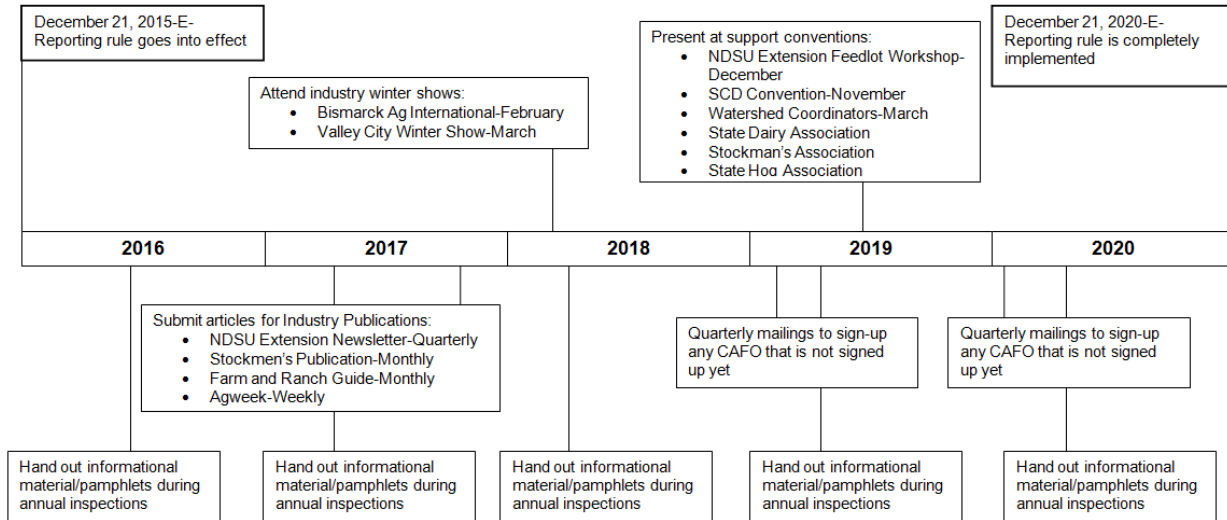 December 21, 2015-E-
Reporting rule goes into effect
Attend industry winter shows:
• Bismarck Ag International-February
• Valley City Winter Show-March
Present at support conventions:
• NDSU Extension Feedlot Workshop-
December
• SCD Convention-November
• Watershed Coordinators-March
• State Dairy Association
• Stockman's Association
• State Hog Association
December 21, 2020-E-
Reporting rule is completely
implemented
2016
2017
2018
2019
2020
Submit articles for Industry Publications:
• NDSU Extension Newsletter-Quarterly
• Stockmen's Publication-Monthly
• Farm and Ranch Guide-Monthly
• Agweek-Weekly
Quarterly mailings to sign-up
any CAFO that is not signed
up yet
Quarterly mailings to sign-up
any CAFO that is not signed
up yet
Hand out informational
material/pamphlets during
annual inspections
Hand out informational
material/pamphlets during
annual inspections
Hand out informational
material/pamphlets during
annual inspections
Hand out informational
material/pamphlets during
annual inspections
Hand out informational
material/pamphlets during
annual inspections